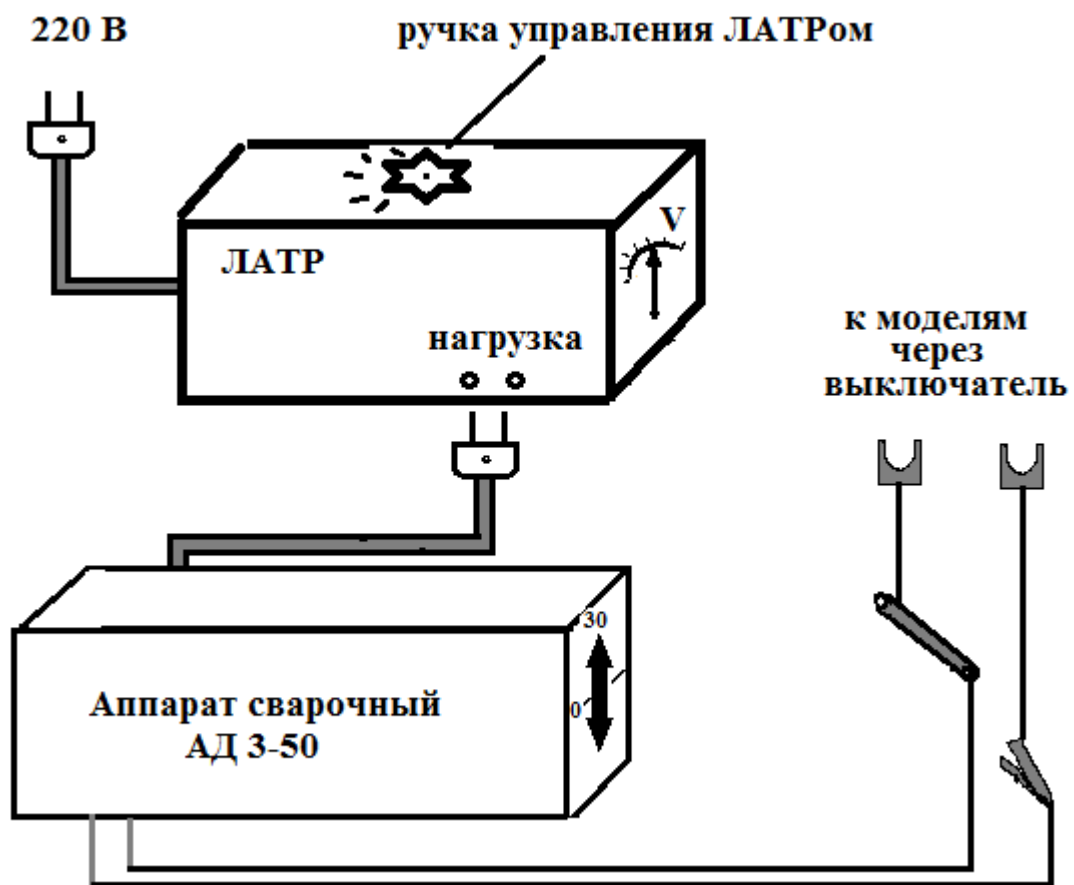 220 В
ручка управления ЛАТРом
V
ЛАТР
нагрузка
к моделям
через
выключатель
30
0
Аппарат сварочный
АД 3-50